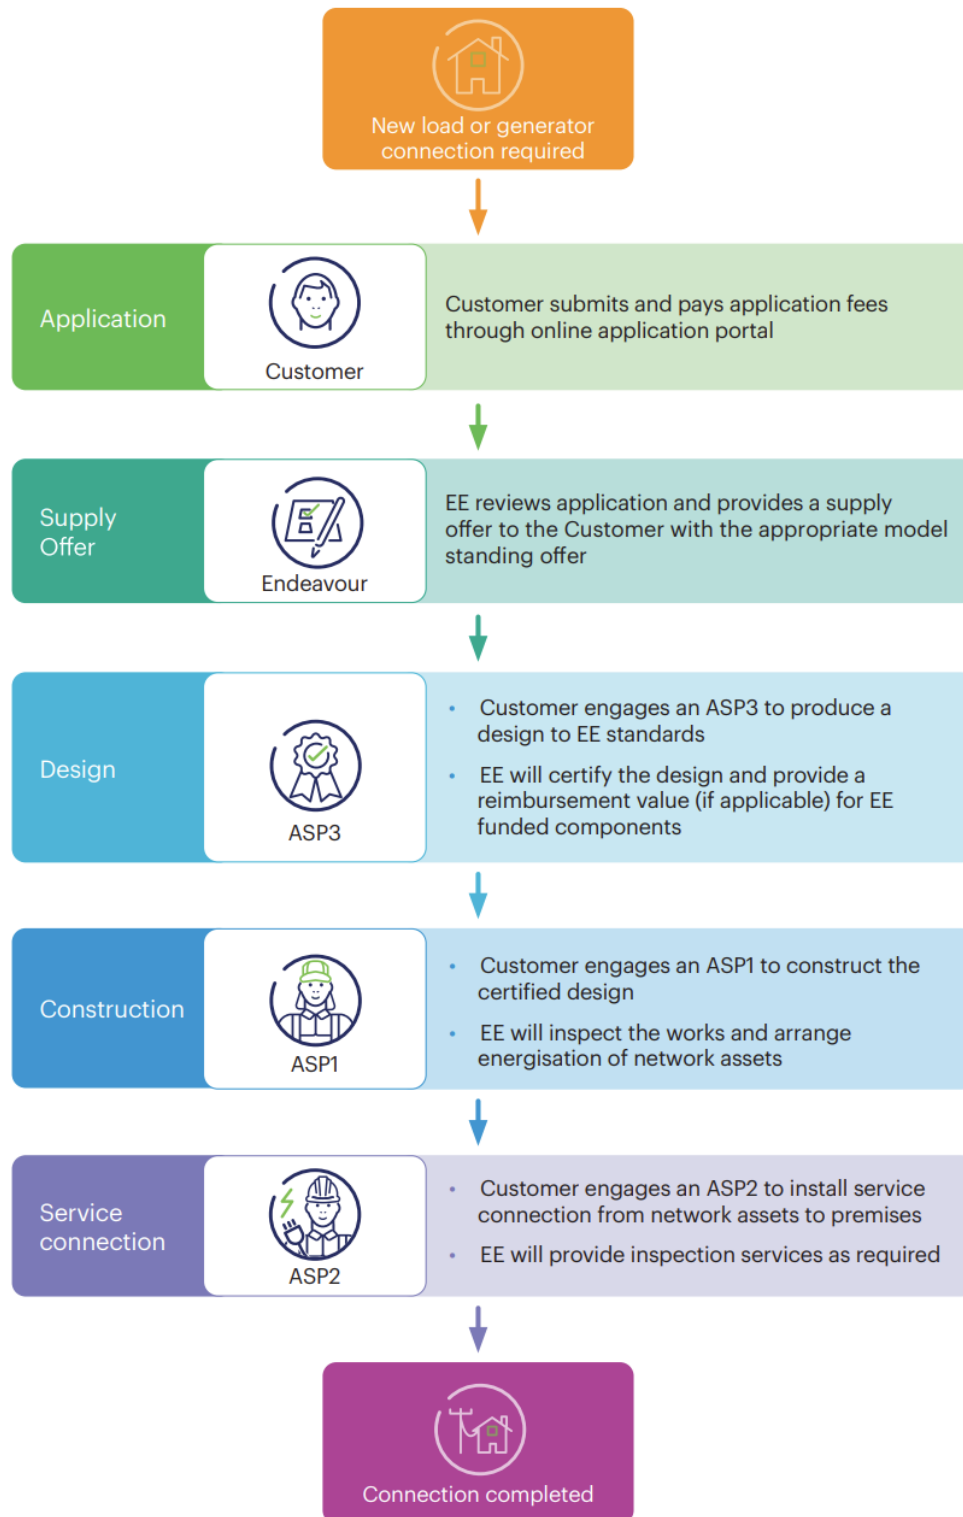 New load or generator
connection required
Application
Customer
Customer submits and pays application fees
through online application portal
Supply
Offer
Endeavour
EE reviews application and provides a supply
offer to the Customer with the appropriate model
standing offer
Design
ASP3
• Customer engages an ASP3 to produce a
design to EE standards
• EE will certify the design and provide a
reimbursement value (if applicable) for EE
funded components
Construction
ASP1
• Customer engages an ASP1 to construct the
certified design
• EE will inspect the works and arrange
energisation of network assets
Service
connection
ASP2
• Customer engages an ASP2 to install service
connection from network assets to premises
• EE will provide inspection services as required
Connection completed